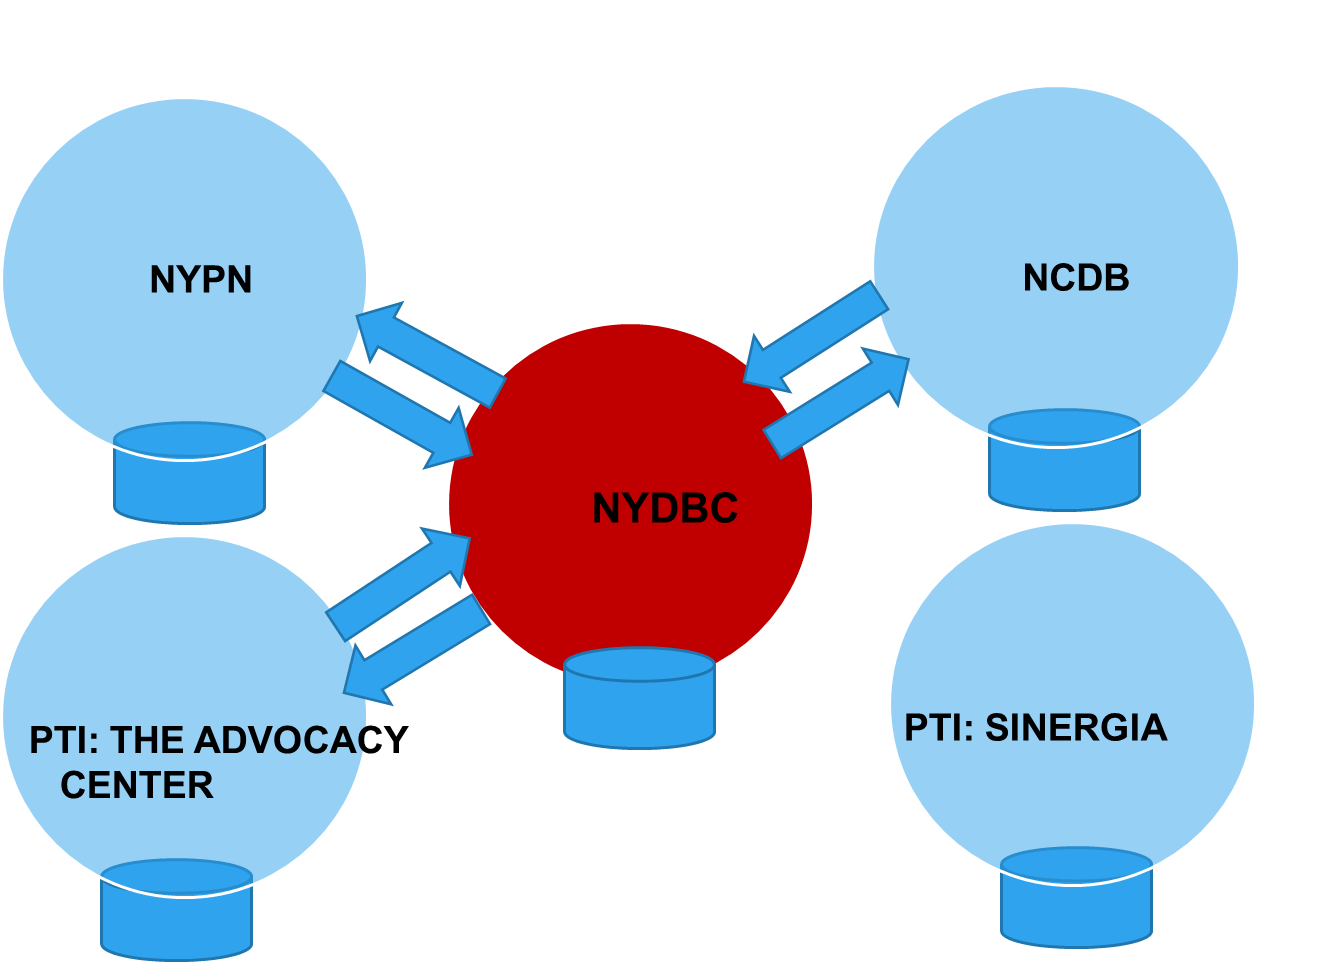 NYPN
NCDB
NYDBC
PTI: THE ADVOCACY
CENTER
PTI: SINERGIA